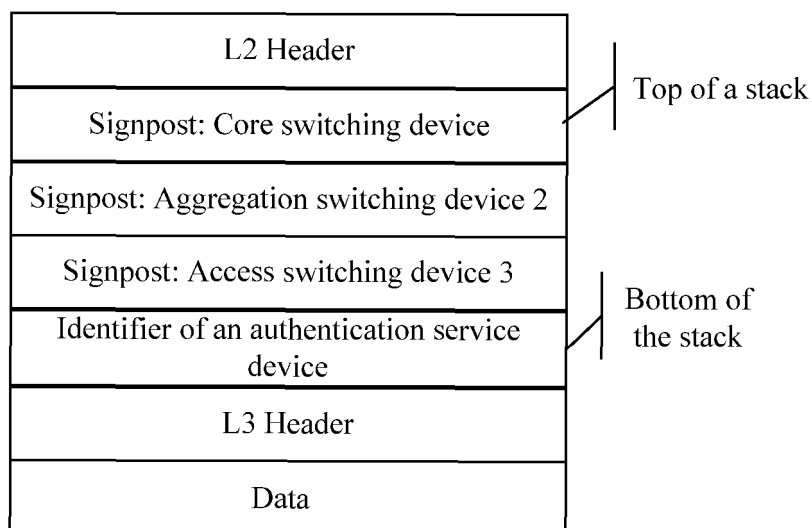 L2 Header
Top of a stack
Signpost: Core switching device
Signpost: Aggregation switching device 2
Signpost: Access switching device 3
Bottom of
the stack
Identifier of an authentication service
device
L3 Header
Data